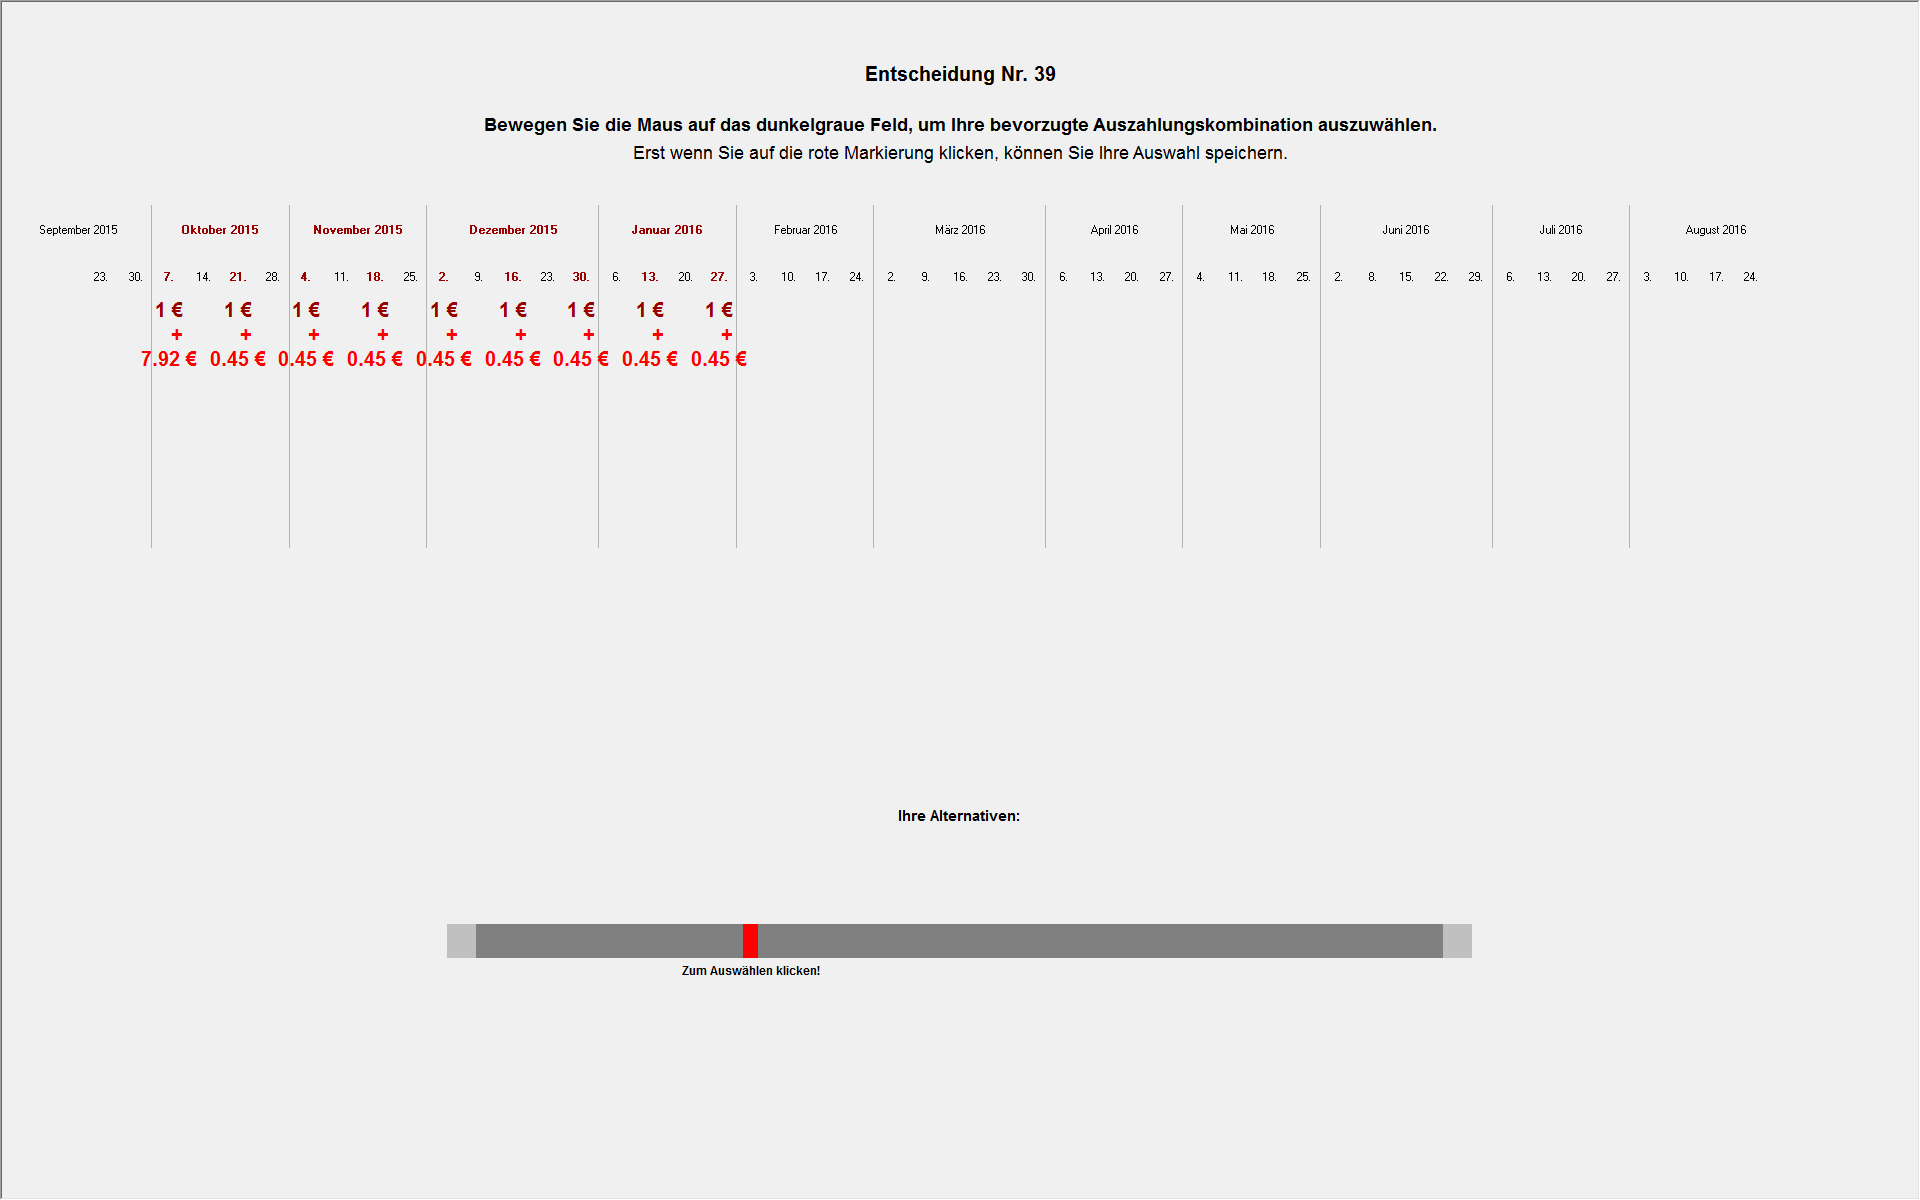 Entscheidung Nr. 39
Bewegen Sie die Maus auf das dunkelgraue Feld, um Ihre bevorzugte Auszahlungskombination auszuwählen.
Erst wenn Sie auf die rote Markierung klicken, können Sie Ihre Auswahl speichern.
September 2015 Oktober 2015 November 2015 Dezember 2015 Januar 2016 Februar 2016 März 2016 April 2016 Mai 2016 Juni 2016 Juli 2016 August 2016
23. 30. 7. 14. 21. 28. 4. 11. 18. 25. 2. 9. 16. 23. 30. 6. 13. 20. 27. 3. 10. 17. 24. 2. 9. 16. 23. 30. 6. 13. 20. 27. 4. 11. 18. 25. 2. 8. 15. 22. 29. 6. 13. 20. 27. 3. 10. 17. 24.
1 € 1 € 1 € 1 € 1 € 1 € 1 € 1 € 1 €
+ + + + + + + + +
7.92 € 0.45 € 0.45 € 0.45 € 0.45 € 0.45 € 0.45 € 0.45 € 0.45 €
Ihre Alternativen:
Zum Auswählen klicken!